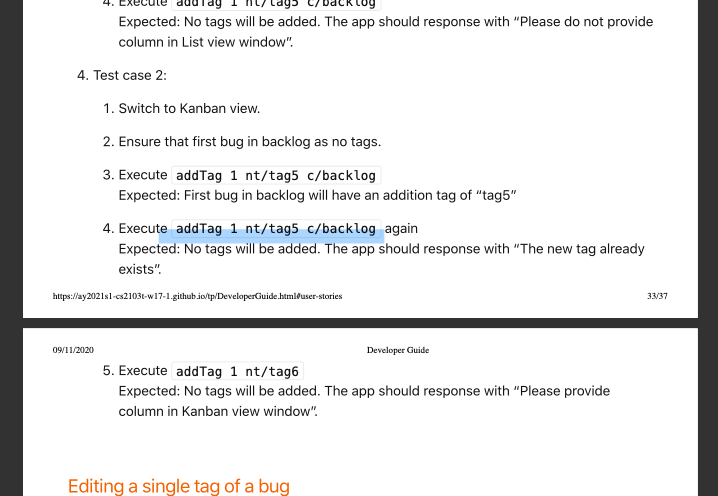 4. Execute addTag 1 nt/tag5 c/backlog
Expected: No tags will be added. The app should response with “Please do not provide
column in List view window”.
4. Test case 2:
1. Switch to Kanban view.
2. Ensure that first bug in backlog as no tags.
3. Execute addTag 1 nt/tag5 c/backlog
Expected: First bug in backlog will have an addition tag of “tag5”
4. Execute addTag 1 nt/tag5 c/backlog again
Expected: No tags will be added. The app should response with “The new tag already
exists”.
https://ay2021s1-cs2103t-w17-1.github.io/tp/DeveloperGuide.html#user-stories 33/37
09/11/2020 Developer Guide
5. Execute addTag 1 nt/tag6
Expected: No tags will be added. The app should response with “Please provide
column in Kanban view window”.
Editing a single tag of a bug